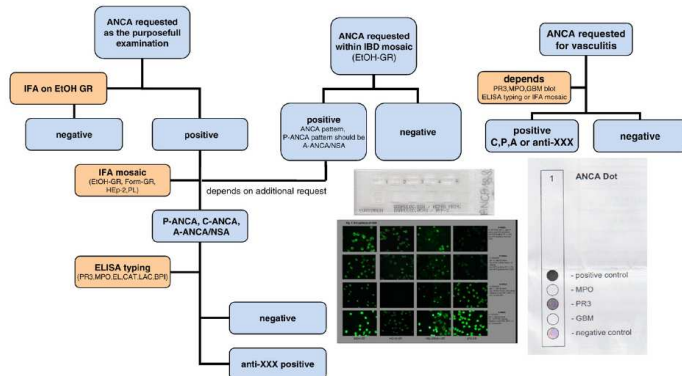 ANCA requested
as the purposefull
examination
IFA on EtOH GR
negative
positive
IFA mosaic
(EtOH-GR, Form-GR,
HEp-2,PL)
P-ANCA, C-ANCA,
A-ANCA/NSA
ELISA typing
(PR3.MPO.EL.CAT.LAC.BPI)
negative
anti-XXX positive
ANCA requested
within IBD mosaic
(EtOH-GR)
positive
ANCA pattern,
P-ANCA pattern should be
A-ANCA/NSA
negative
depends on additional request
ANCA requested
for vasculitis
depends
PR3,MPO,GBM blot
ELISA typing or IFA mosaic
positive
C,P,A or anti-XXX
negative
1
ANCA Dot
- positive control
- MPO
- PR3
- GBM
- negative control